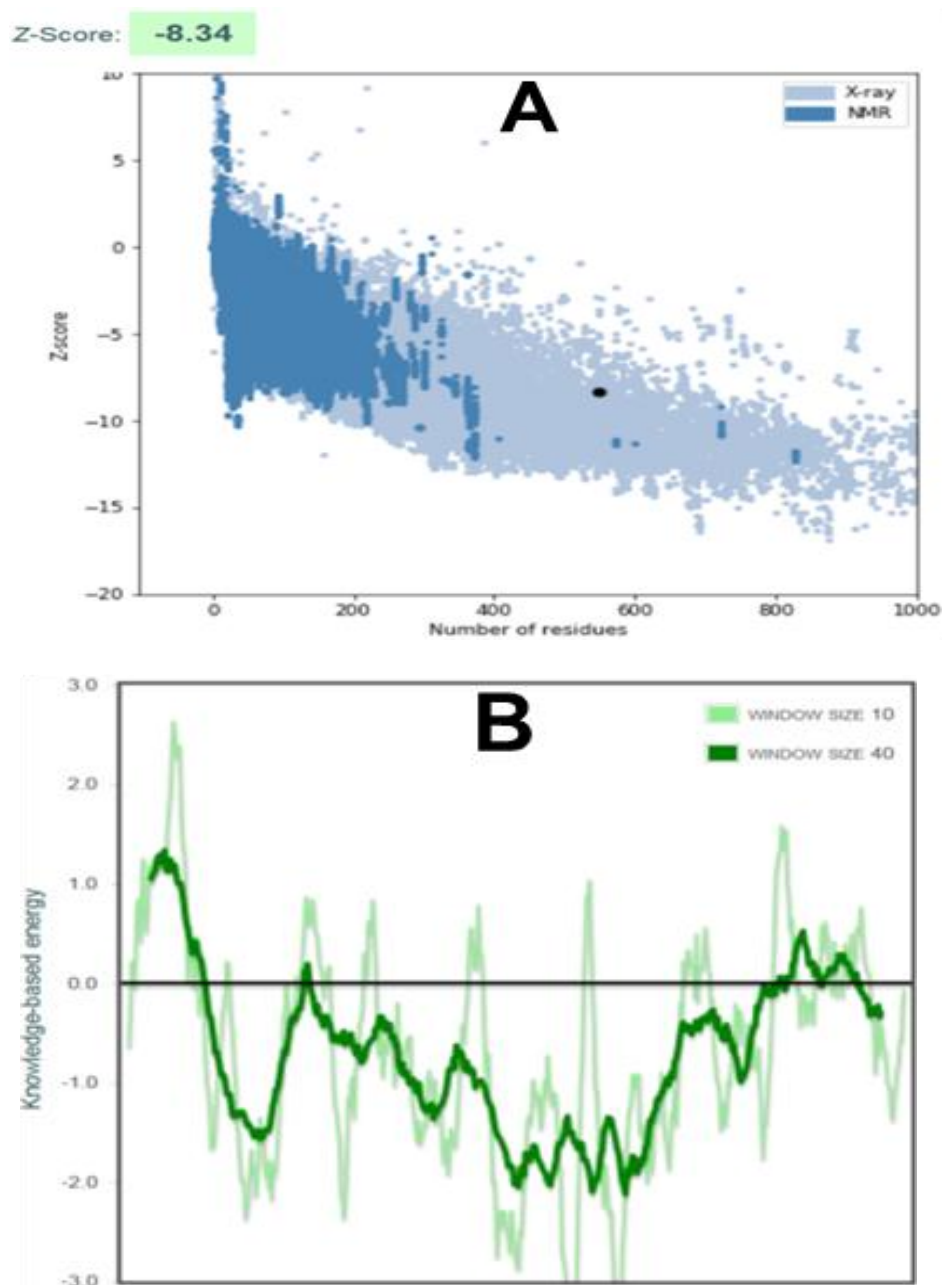 Z-Score: -8.34
A
X-ray
NMR
10
5
0
−5
−10
−15
−20
Z-score
0 200 400 600 800 1000
Number of residues
B
WINDOW SIZE 10
WINDOW SIZE 40
3.0
2.0
1.0
0.0
-1.0
-2.0
-3.0
Knowledge-based energy